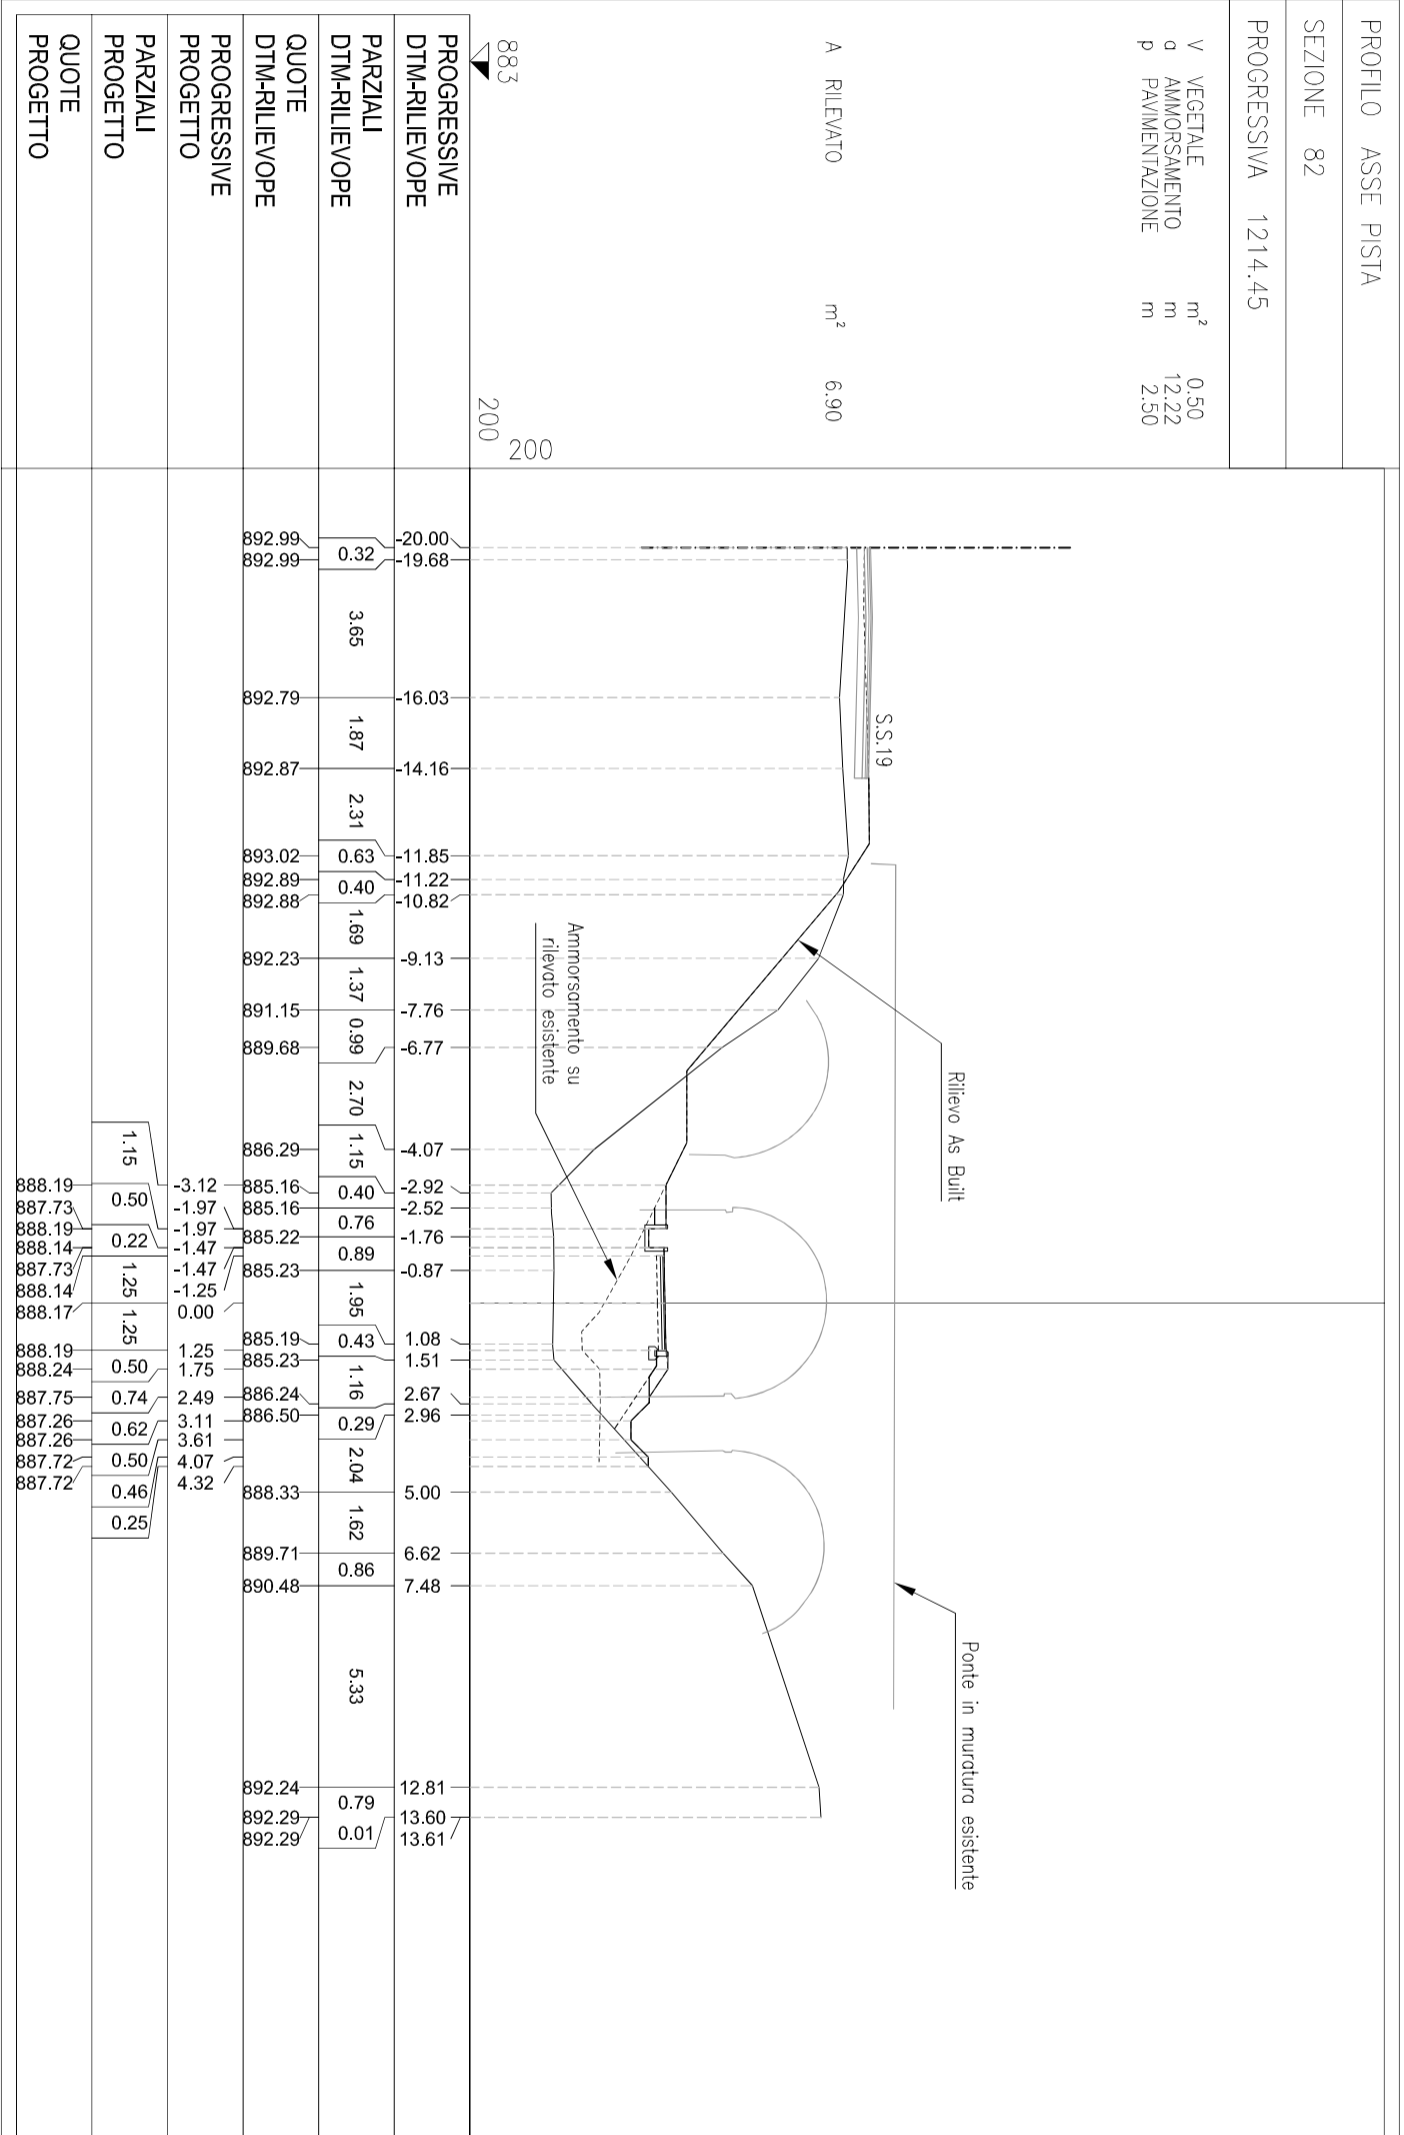 PROFILO ASSE PISTA
SEZIONE 82
PROGRESSIVA 1214.45
V VEGETALE m² 0.50
a AMMORSAMENTO m 12.22
p PAVIMENTAZIONE m 2.50
A RILEVATO m² 6.90
883
200
200
S.S.19
Rilievo As Built
Ponte in muratura esistente
Ammorsamento su
rilevato esistente
PROGRESSIVE
DTM-RILIEVOPE
-20.00 -19.68 -16.03 -14.16 -11.85 -11.22 -10.82 -9.13 -7.76 -6.77 -4.07 -2.92 -2.52 -1.76 -0.87 1.08 1.51 2.67 2.96 5.00 6.62 7.48 12.81 13.60 13.61
PARZIALI
DTM-RILIEVOPE
0.32 3.65 1.87 2.31 0.63 0.40 1.69 1.37 0.99 2.70 1.15 0.40 0.76 0.89 1.95 0.43 1.16 0.29 2.04 1.62 0.86 5.33 0.79 0.01
QUOTE
DTM-RILIEVOPE
892.99 892.99 892.79 892.87 893.02 892.89 892.88 892.23 891.15 889.68 886.29 885.16 885.16 885.22 885.23 885.19 885.23 886.24 886.50 888.33 889.71 890.48 892.24 892.29 892.29
PROGRESSIVE
PROGETTO
-3.12 -1.97 -1.97 -1.47 -1.47 -1.25 0.00 1.25 1.75 2.49 3.11 3.61 4.07 4.32
PARZIALI
PROGETTO
1.15 0.50 0.22 1.25 1.25 0.50 0.74 0.62 0.50 0.46 0.25
QUOTE
PROGETTO
888.19 887.73 888.19 888.14 887.73 888.14 888.17 888.19 888.24 887.75 887.26 887.26 887.72 887.72